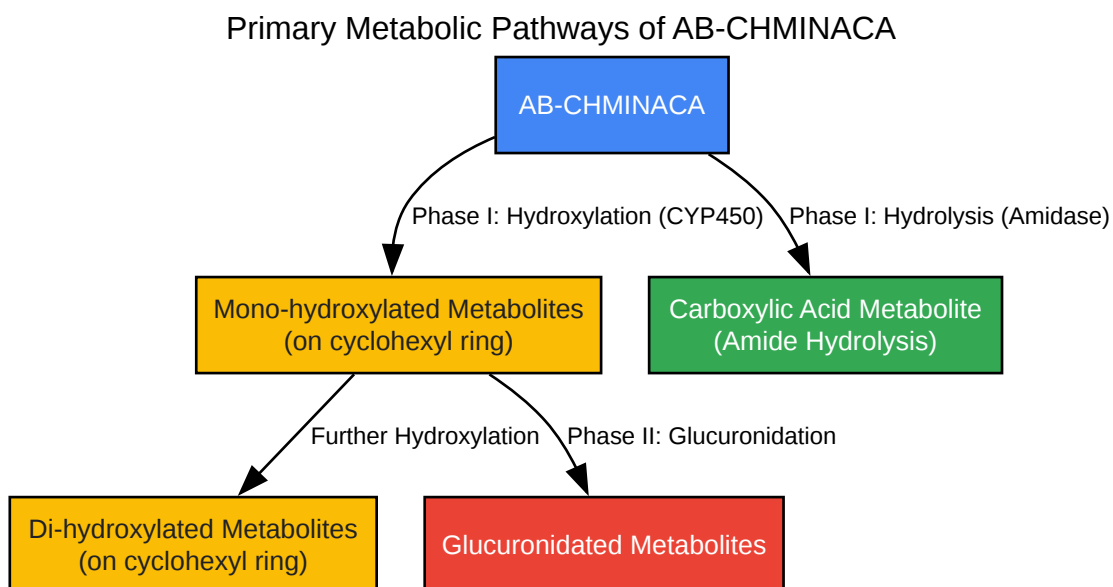 Primary Metabolic Pathways of AB-CHMINACA
AB-CHMINACA
Phase I: Hydroxylation (CYP450)
Phase I: Hydrolysis (Amidase)
Mono-hydroxylated Metabolites
(on cyclohexyl ring)
Carboxylic Acid Metabolite
(Amide Hydrolysis)
Further Hydroxylation
Phase II: Glucuronidation
Di-hydroxylated Metabolites
(on cyclohexyl ring)
Glucuronidated Metabolites